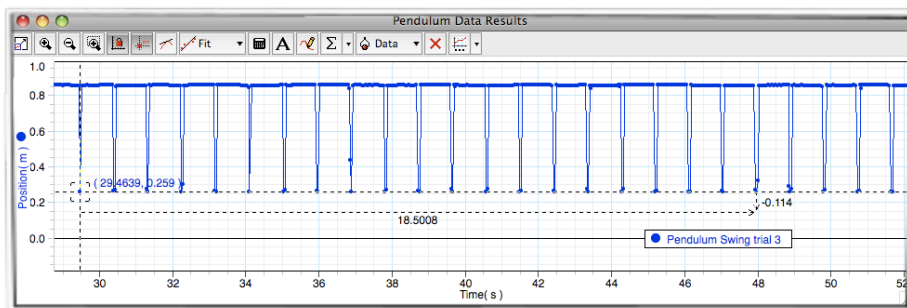 Pendulum Data Results
A Fit Σ Data
1.0
0.8
0.6
0.4
0.2
0.0
Position( m )
( 29.4639, 0.259 )
18.5008
-0.114
Pendulum Swing trial 3
30 32 34 36 38 40 42 44 46 48 50 52
Time( s )